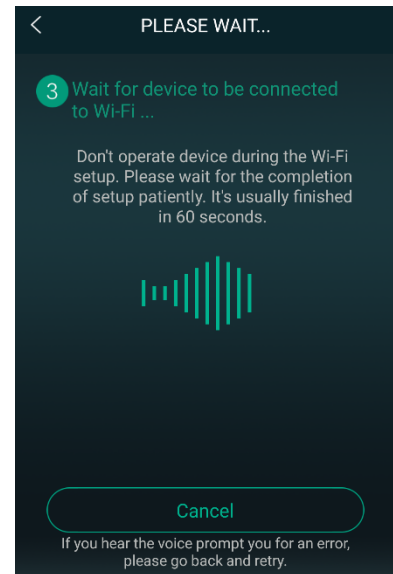 PLEASE WAIT...
3 Wait for device to be connected
to Wi-Fi ...
Don't operate device during the Wi-Fi
setup. Please wait for the completion
of setup patiently. It's usually finished
in 60 seconds.
Cancel
If you hear the voice prompt you for an error,
please go back and retry.